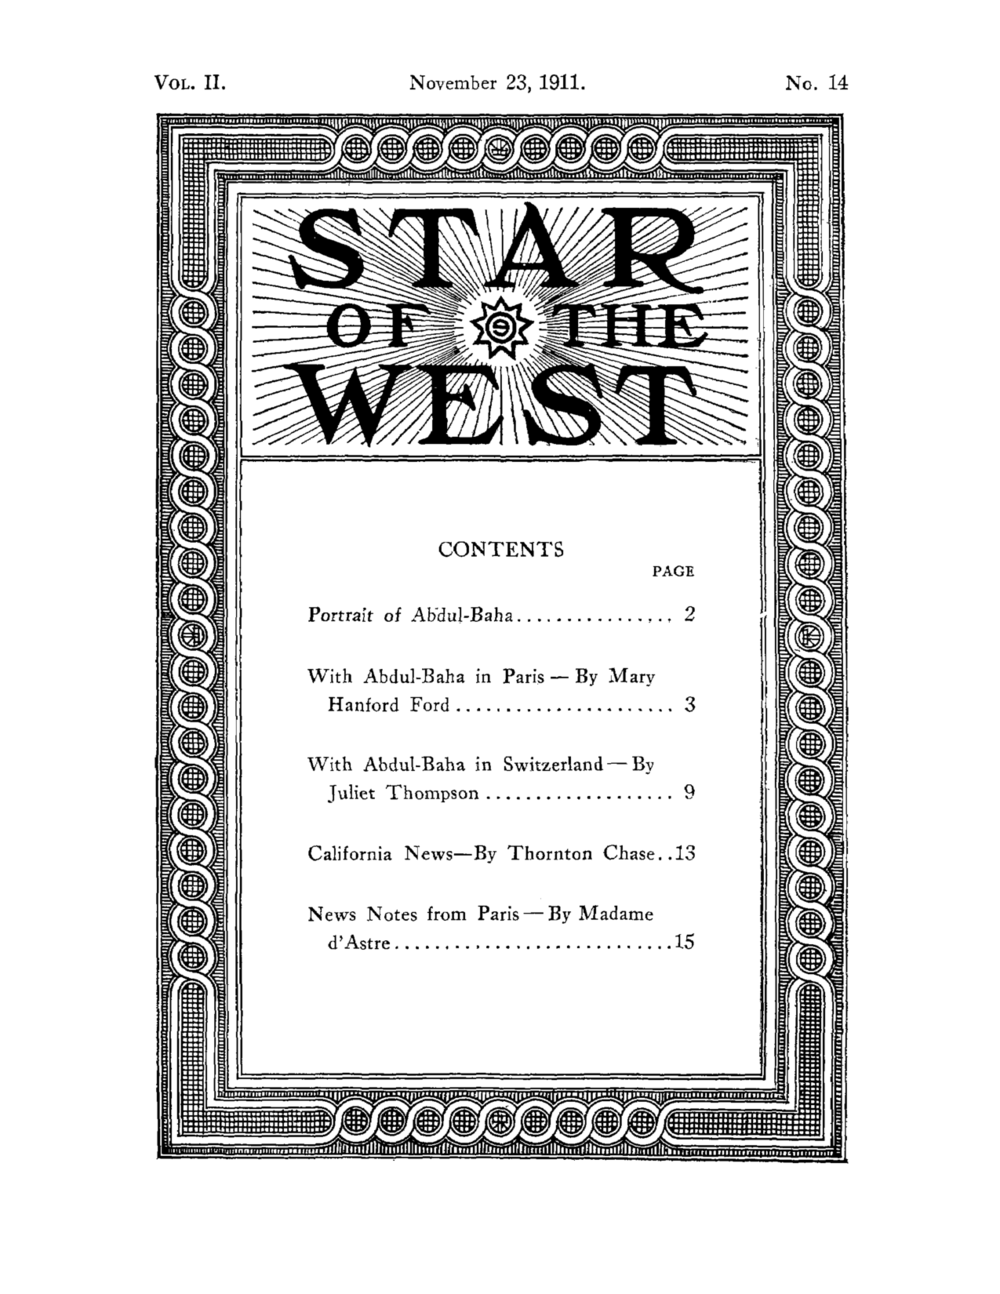 VOL. II. November 23, 1911. No. 14
STAR
OF 9 THE
WEST
CONTENTS
PAGE
Portrait of Abdul-Baha................ 2
With Abdul-Baha in Paris — By Mary
Hanford Ford ...................... 3
With Abdul-Baha in Switzerland — By
Juliet Thompson ................... 9
California News—By Thornton Chase..13
News Notes from Paris — By Madame
d'Astre............................15